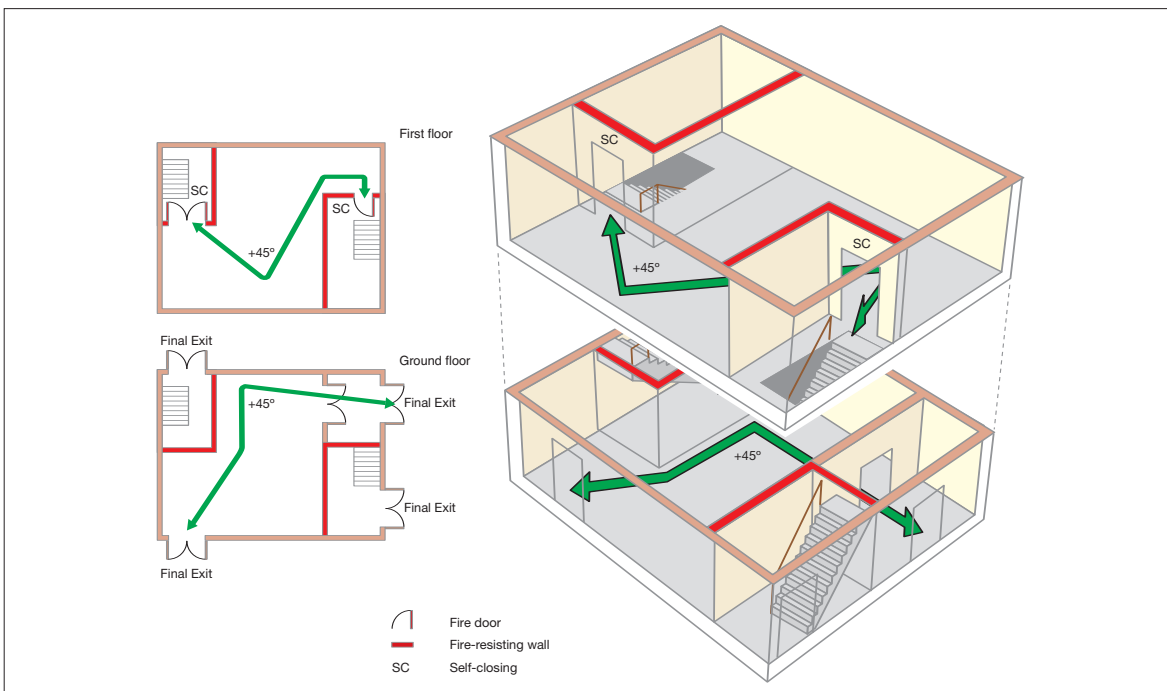 First floor
SC
SC
+45º
Final Exit
Ground floor
+45º
Final Exit
Final Exit
Final Exit
SC
SC
+45º
+45º
Fire door
Fire-resisting wall
SC Self-closing